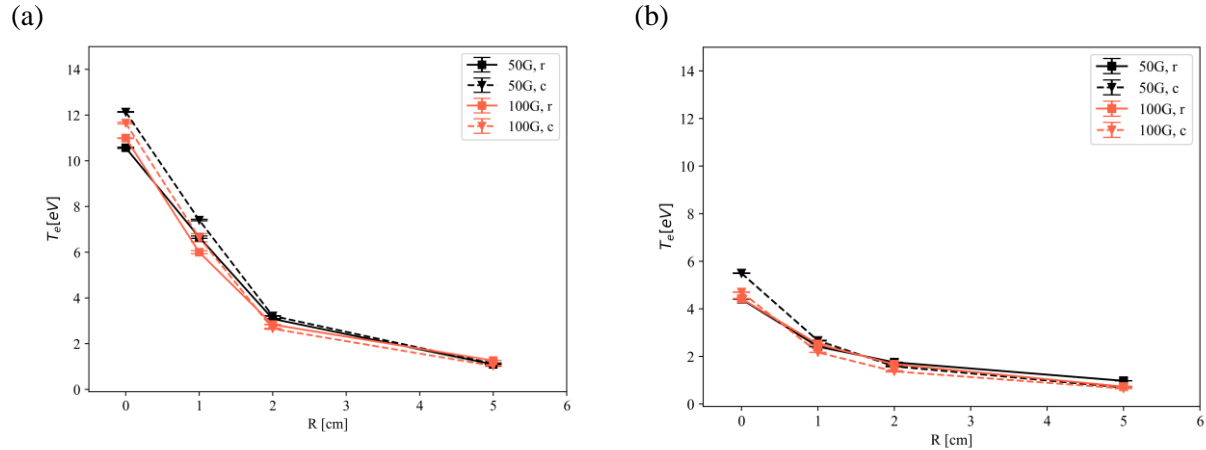 (a)
14
12
10
8
6
4
2
0
T_e[eV]
0 1 2 3 4 5 6
R [cm]
50G, r
50G, c
100G, r
100G, c
(b)
14
12
10
8
6
4
2
0
T_e[eV]
0 1 2 3 4 5 6
R [cm]
50G, r
50G, c
100G, r
100G, c